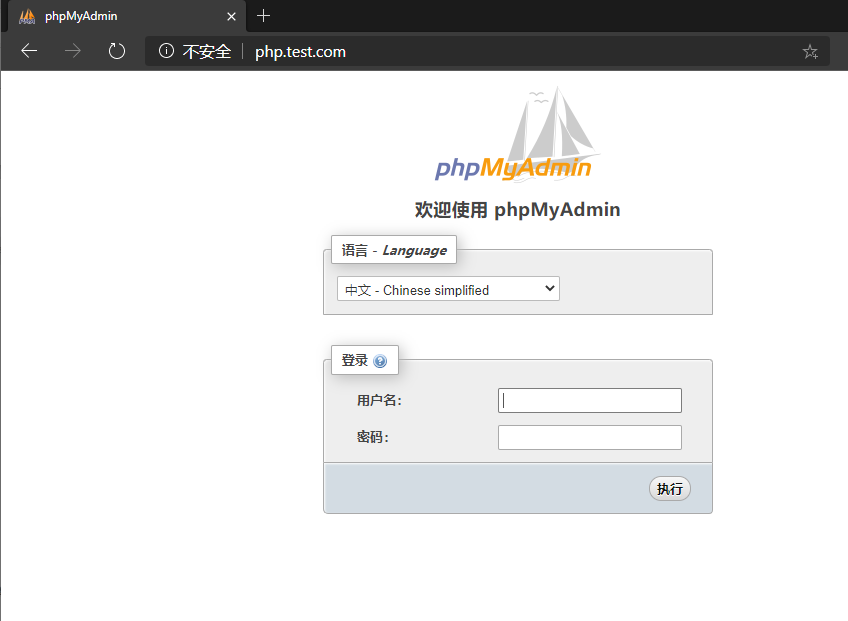 phpMyAdmin
不安全 php.test.com
phpMyAdmin
欢迎使用 phpMyAdmin
语言 - Language
中文 - Chinese simplified
登录
用户名：
密码：
执行